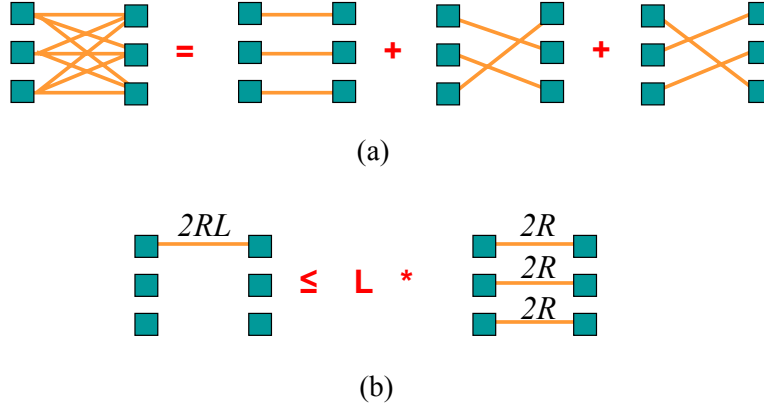 = + +
(a)
2RL 2R
≤ L * 2R
2R
(b)